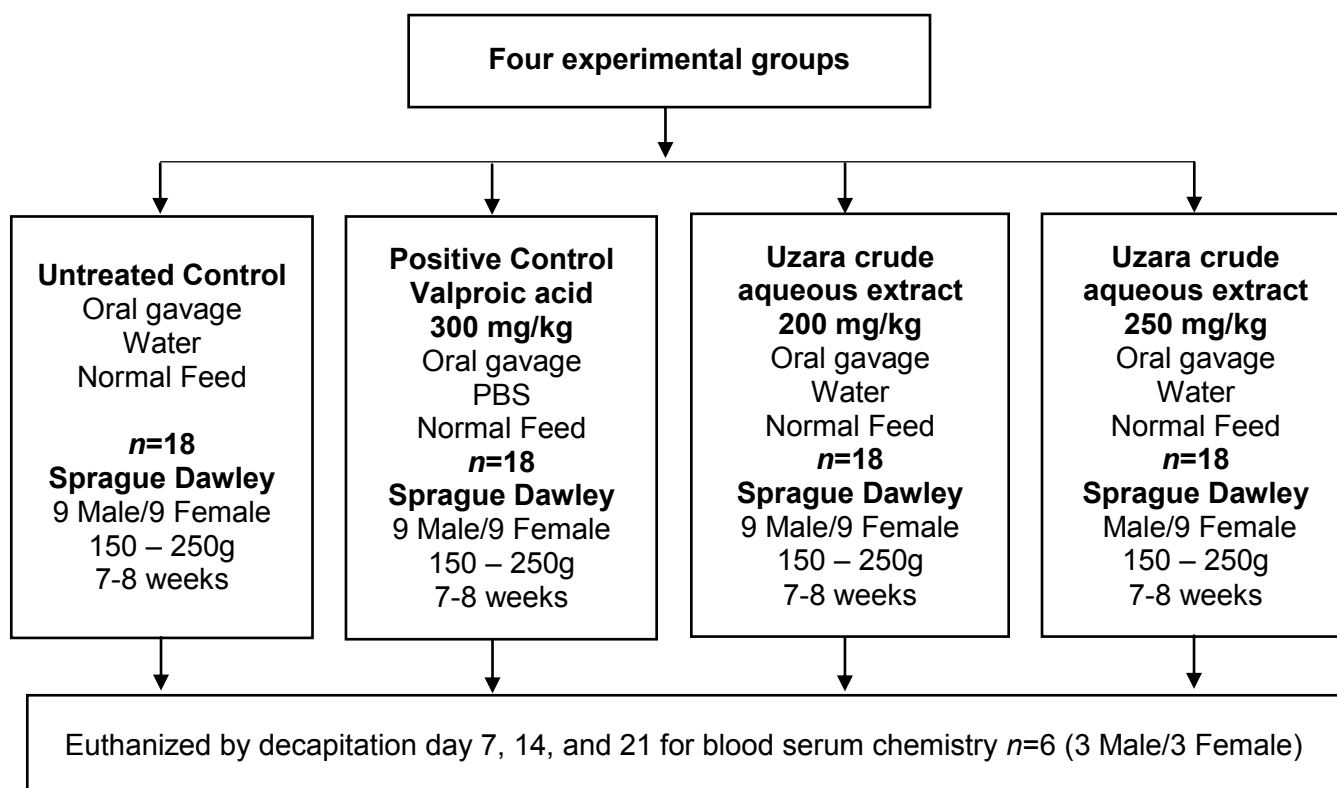 Four experimental groups
Untreated Control
Oral gavage
Water
Normal Feed
n=18
Sprague Dawley
9 Male/9 Female
150 – 250g
7-8 weeks
Positive Control
Valproic acid
300 mg/kg
Oral gavage
PBS
Normal Feed
n=18
Sprague Dawley
9 Male/9 Female
150 – 250g
7-8 weeks
Uzara crude
aqueous extract
200 mg/kg
Oral gavage
Water
Normal Feed
n=18
Sprague Dawley
9 Male/9 Female
150 – 250g
7-8 weeks
Uzara crude
aqueous extract
250 mg/kg
Oral gavage
Water
Normal Feed
n=18
Sprague Dawley
Male/9 Female
150 – 250g
7-8 weeks
Euthanized by decapitation day 7, 14, and 21 for blood serum chemistry n=6 (3 Male/3 Female)